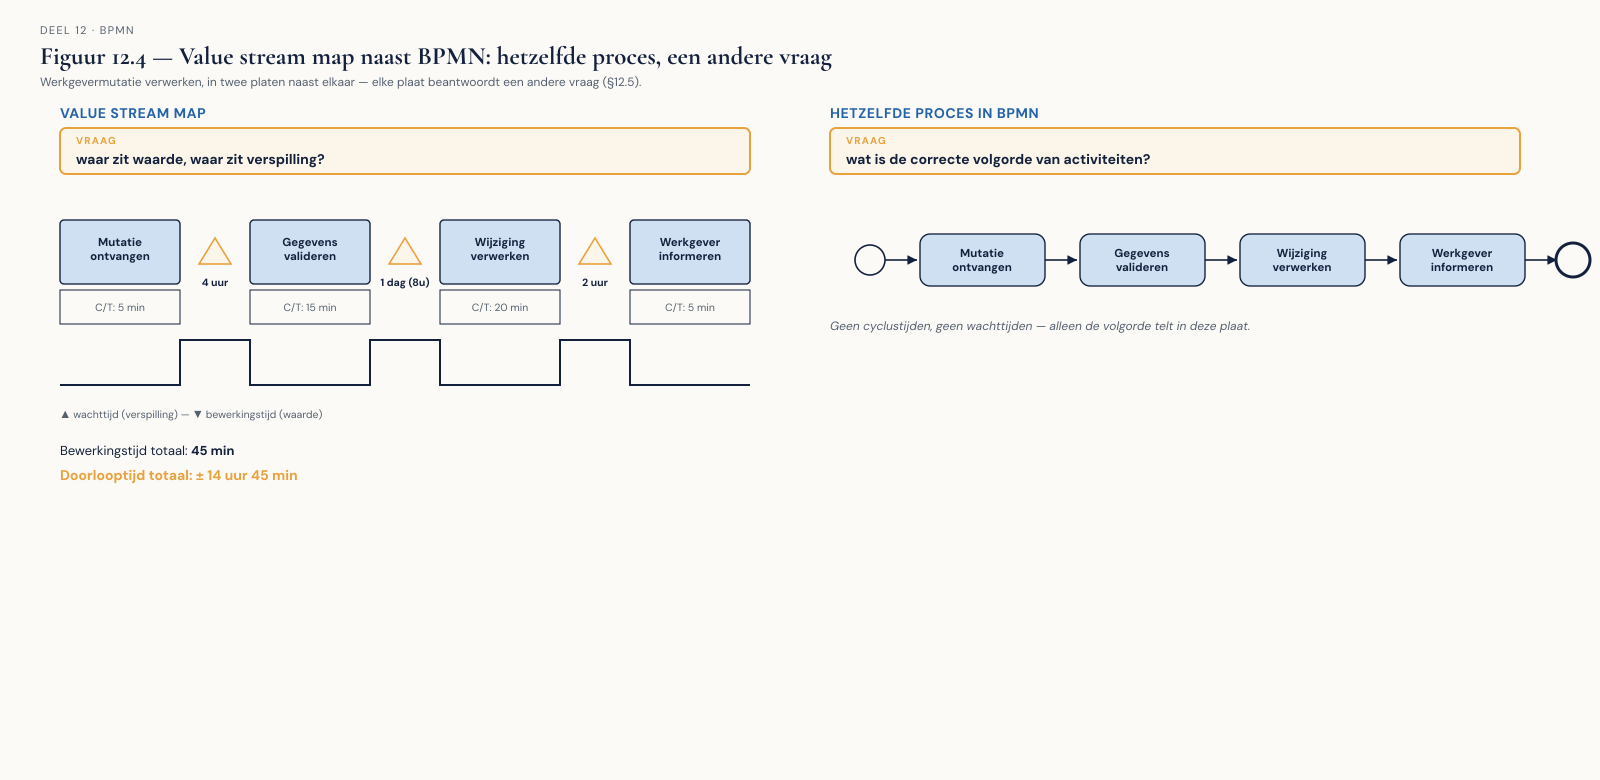 DEEL 12 · BPMN
Figuur 12.4 — Value stream map naast BPMN: hetzelfde proces, een andere vraag
Werkgevermutatie verwerken, in twee platen naast elkaar — elke plaat beantwoordt een andere vraag (§12.5).
VALUE STREAM MAP
VRAAG
waar zit waarde, waar zit verspilling?
Mutatie
ontvangen
4 uur
Gegevens
valideren
1 dag (8u)
Wijziging
verwerken
2 uur
Werkgever
informeren
C/T: 5 min
C/T: 15 min
C/T: 20 min
C/T: 5 min
▲ wachttijd (verspilling) — ▼ bewerkingstijd (waarde)
Bewerkingstijd totaal: 45 min
Doorlooptijd totaal: ± 14 uur 45 min
HETZELFDE PROCES IN BPMN
VRAAG
wat is de correcte volgorde van activiteiten?
Mutatie
ontvangen
Gegevens
valideren
Wijziging
verwerken
Werkgever
informeren
Geen cyclustijden, geen wachttijden — alleen de volgorde telt in deze plaat.